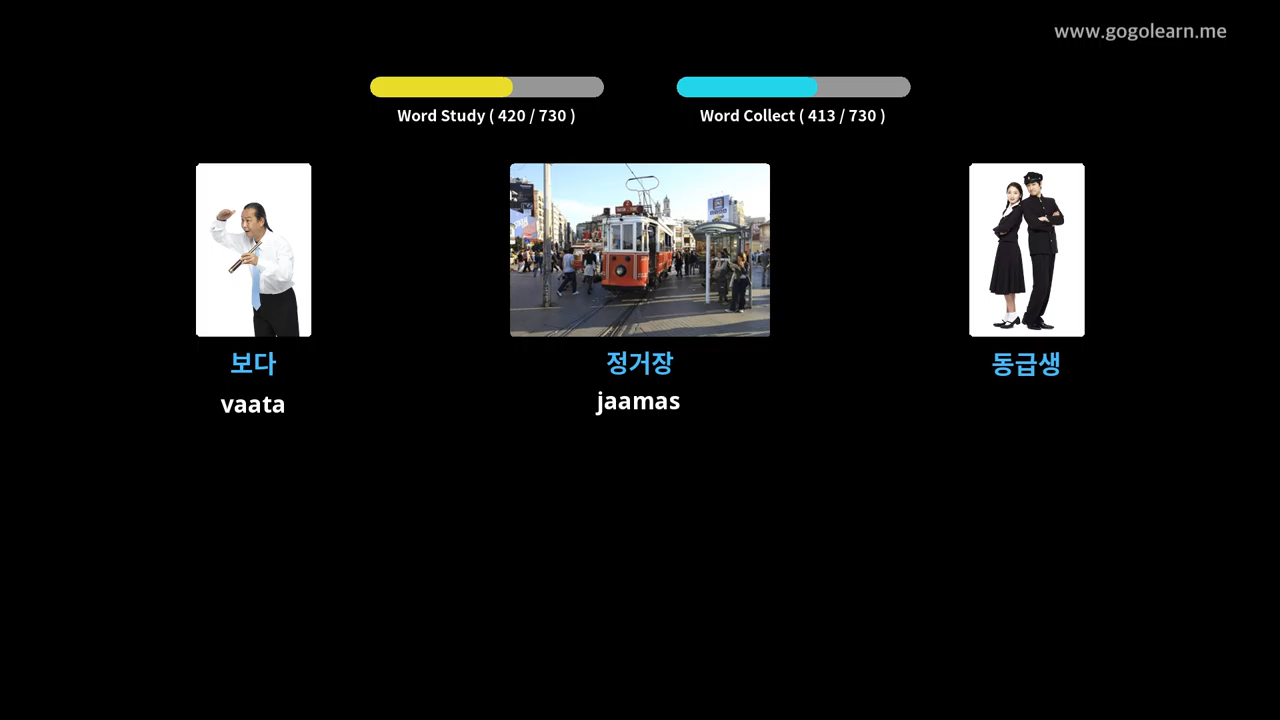 www.gogolearn.me
Word Study ( 420 / 730 )
Word Collect ( 413 / 730 )
보다
정거장
동급생
vaata
jaamas